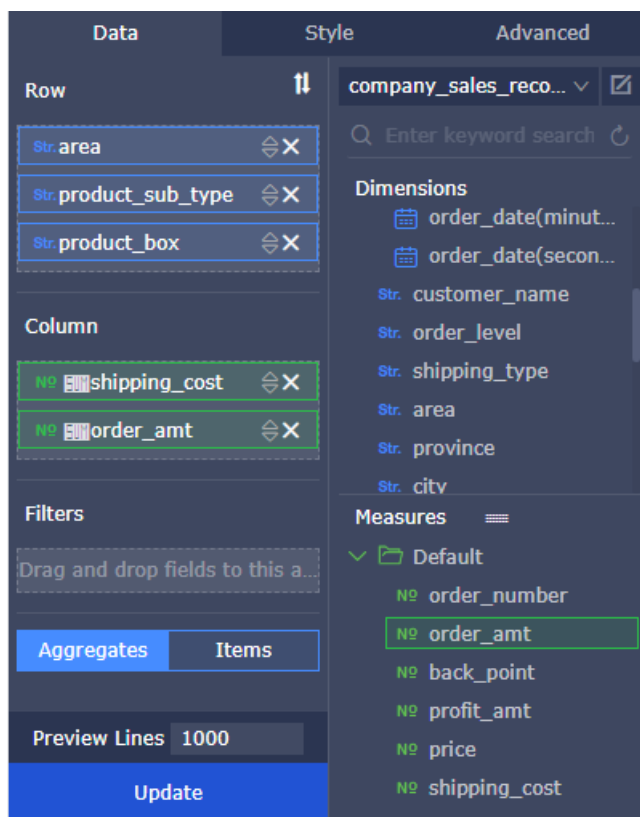 Data
Style
Advanced
Row
Str. area
Str. product_sub_type
Str. product_box
Column
Nº SUM shipping_cost
Nº SUM order_amt
Filters
Drag and drop fields to this a...
Aggregates
Items
Preview Lines 1000
Update
company_sales_reco...
Enter keyword search
Dimensions
order_date(minut...
order_date(secon...
Str. customer_name
Str. order_level
Str. shipping_type
Str. area
Str. province
Str. city
Measures
Default
Nº order_number
Nº order_amt
Nº back_point
Nº profit_amt
Nº price
Nº shipping_cost